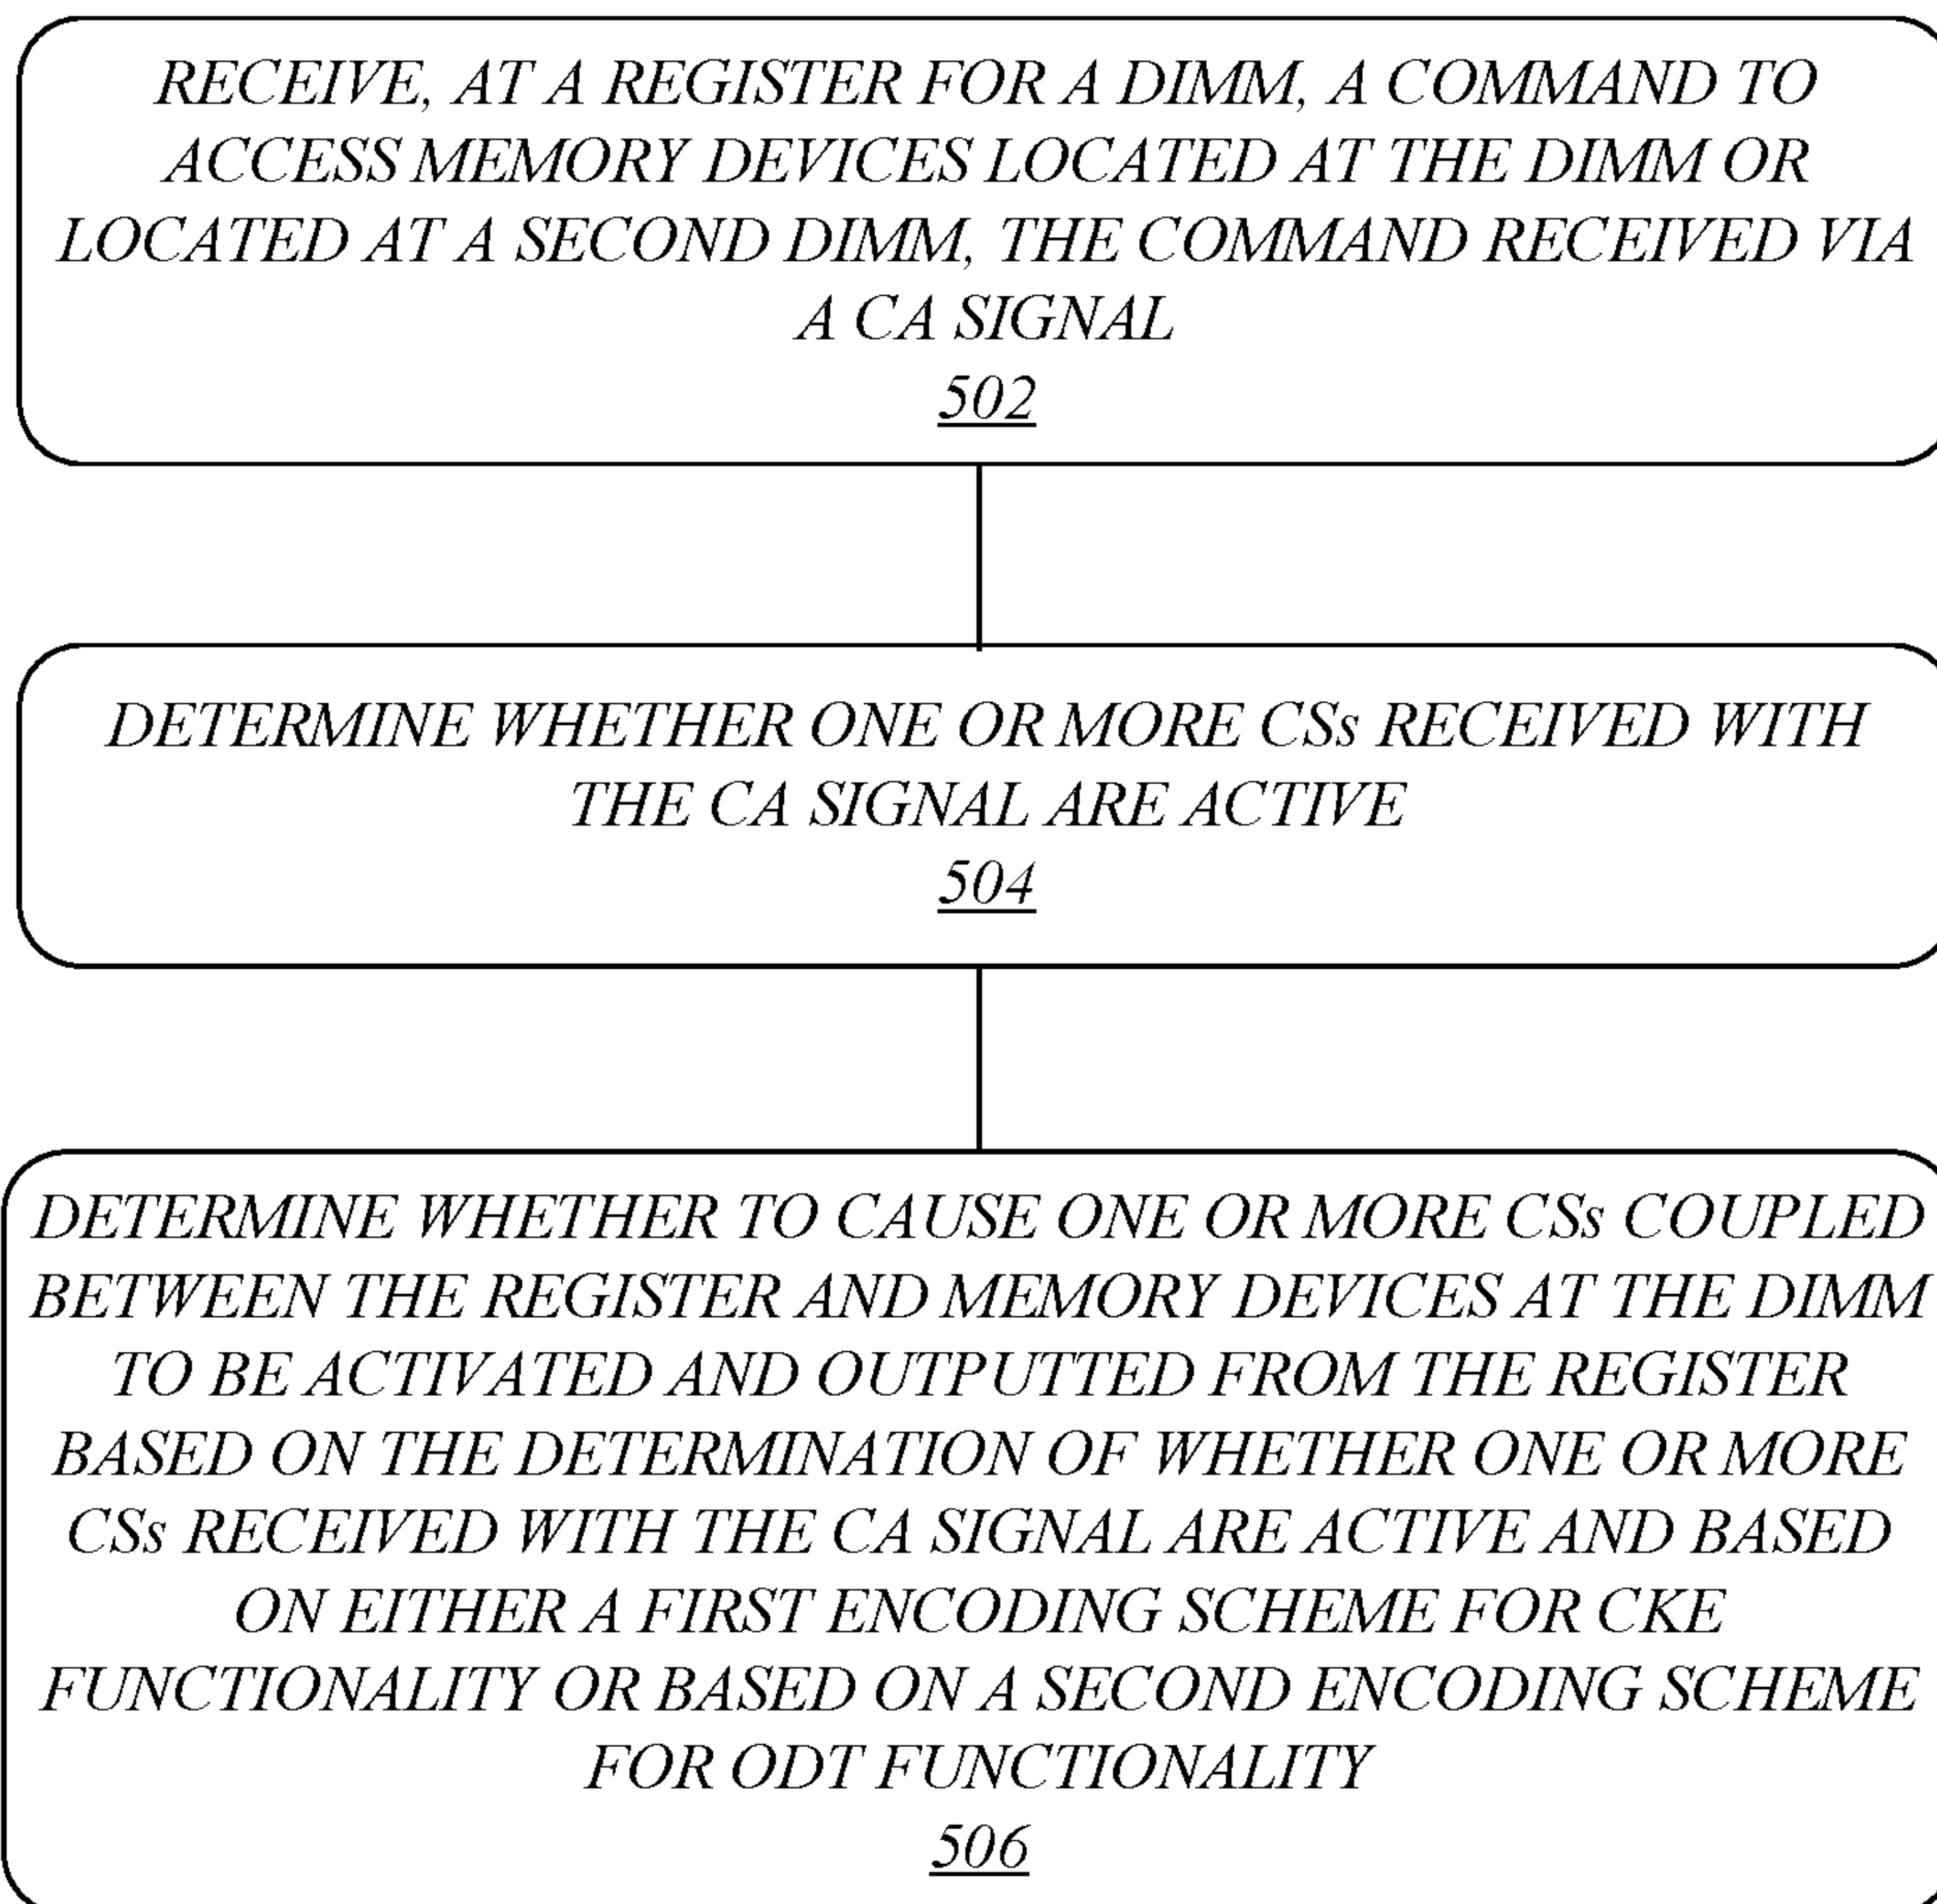 RECEIVE, AT A REGISTER FOR A DIMM, A COMMAND TO
ACCESS MEMORY DEVICES LOCATED AT THE DIMM OR
LOCATED AT A SECOND DIMM, THE COMMAND RECEIVED VIA
A CA SIGNAL
502
DETERMINE WHETHER ONE OR MORE CSs RECEIVED WITH
THE CA SIGNAL ARE ACTIVE
504
DETERMINE WHETHER TO CAUSE ONE OR MORE CSs COUPLED
BETWEEN THE REGISTER AND MEMORY DEVICES AT THE DIMM
TO BE ACTIVATED AND OUTPUTTED FROM THE REGISTER
BASED ON THE DETERMINATION OF WHETHER ONE OR MORE
CSs RECEIVED WITH THE CA SIGNAL ARE ACTIVE AND BASED
ON EITHER A FIRST ENCODING SCHEME FOR CKE
FUNCTIONALITY OR BASED ON A SECOND ENCODING SCHEME
FOR ODT FUNCTIONALITY
506